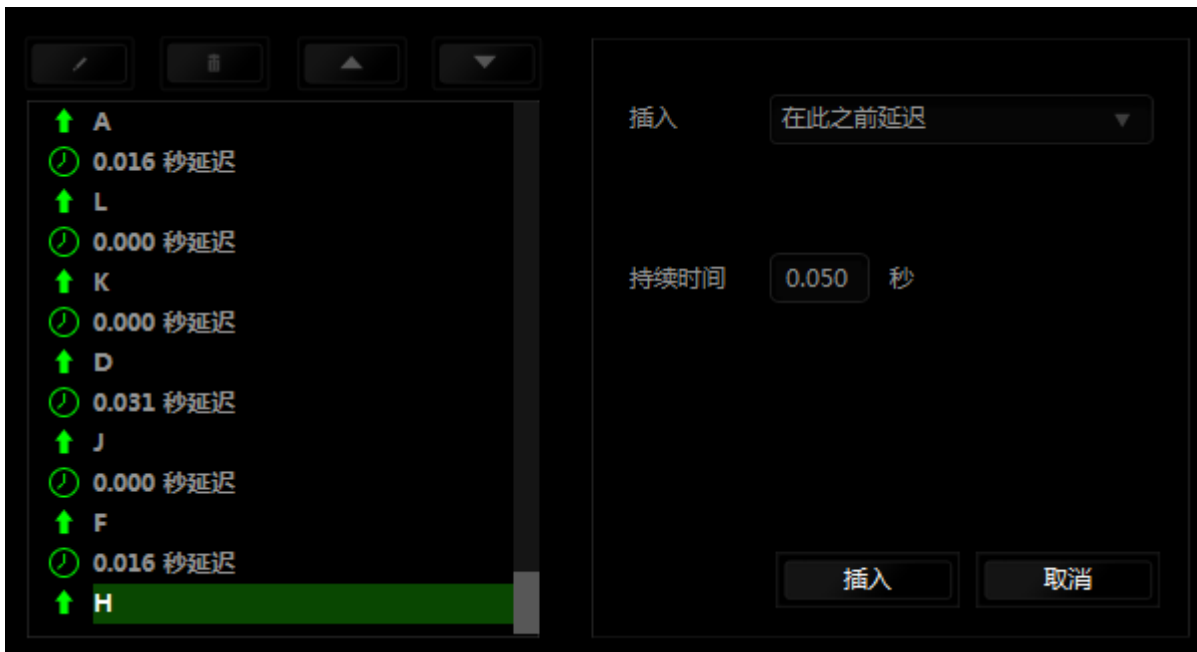 A
0.016 秒延迟
L
0.000 秒延迟
K
0.000 秒延迟
D
0.031 秒延迟
J
0.000 秒延迟
F
0.016 秒延迟
H
插入 在此之前延迟
持续时间 0.050 秒
插入 取消